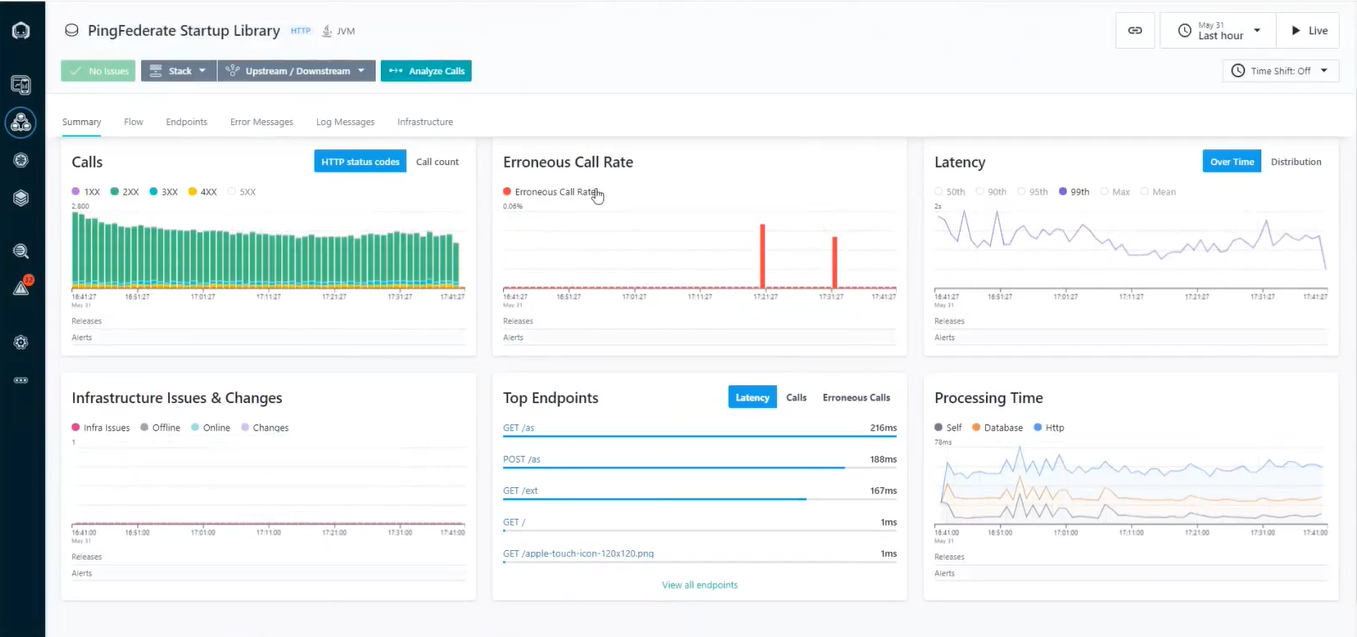 PingFederate Startup Library HTTP JVM
May 31
Last hour
Live
No Issues Stack Upstream / Downstream Analyze Calls
Time Shift: Off
Summary Flow Endpoints Error Messages Log Messages Infrastructure
32
Calls HTTP status codes Call count
1XX 2XX 3XX 4XX 5XX
2,800
16:41:27 16:51:27 17:01:27 17:11:27 17:21:27 17:31:27 17:41:27
May 31
Releases
Alerts
Erroneous Call Rate
Erroneous Call Rate
0.06%
16:41:27 16:51:27 17:01:27 17:11:27 17:21:27 17:31:27 17:41:27
May 31
Releases
Alerts
Latency Over Time Distribution
50th 90th 95th 99th Max Mean
2s
16:41:27 16:51:27 17:01:27 17:11:27 17:21:27 17:31:27 17:41:27
May 31
Releases
Alerts
Infrastructure Issues & Changes
Infra Issues Offline Online Changes
1
16:41:00 16:51:00 17:01:00 17:11:00 17:21:00 17:31:00 17:41:00
May 31
Releases
Alerts
Top Endpoints Latency Calls Erroneous Calls
GET /as 216ms
POST /as 188ms
GET /ext 167ms
GET / 1ms
GET /apple-touch-icon-120x120.png 1ms
View all endpoints
Processing Time
Self Database Http
78ms
16:41:00 16:51:00 17:01:00 17:11:00 17:21:00 17:31:00 17:41:00
May 31
Releases
Alerts